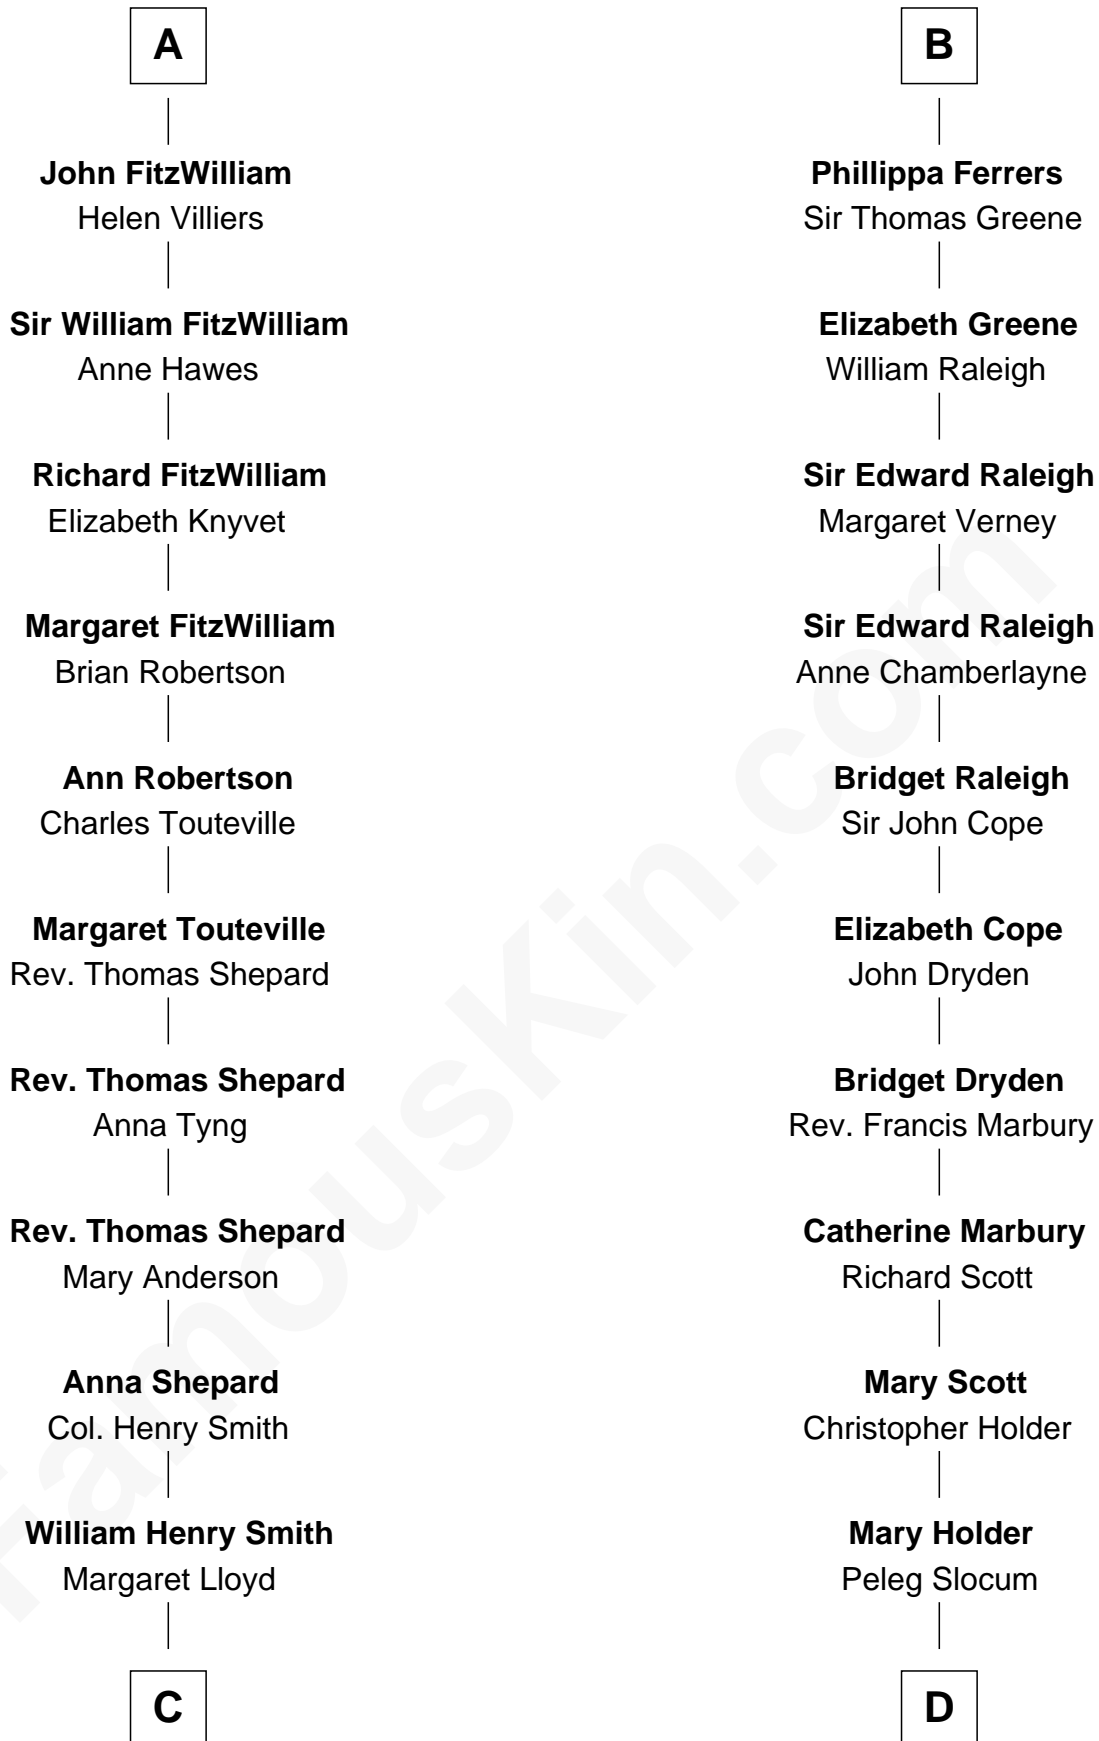 A
John FitzWilliam
Helen Villiers
Sir William FitzWilliam
Anne Hawes
Richard FitzWilliam
Elizabeth Knyvet
Margaret FitzWilliam
Brian Robertson
Ann Robertson
Charles Touteville
Margaret Touteville
Rev. Thomas Shepard
Rev. Thomas Shepard
Anna Tyng
Rev. Thomas Shepard
Mary Anderson
Anna Shepard
Col. Henry Smith
William Henry Smith
Margaret Lloyd
C
B
Phillippa Ferrers
Sir Thomas Greene
Elizabeth Greene
William Raleigh
Sir Edward Raleigh
Margaret Verney
Sir Edward Raleigh
Anne Chamberlayne
Bridget Raleigh
Sir John Cope
Elizabeth Cope
John Dryden
Bridget Dryden
Rev. Francis Marbury
Catherine Marbury
Richard Scott
Mary Scott
Christopher Holder
Mary Holder
Peleg Slocum
D
FamousKin.com